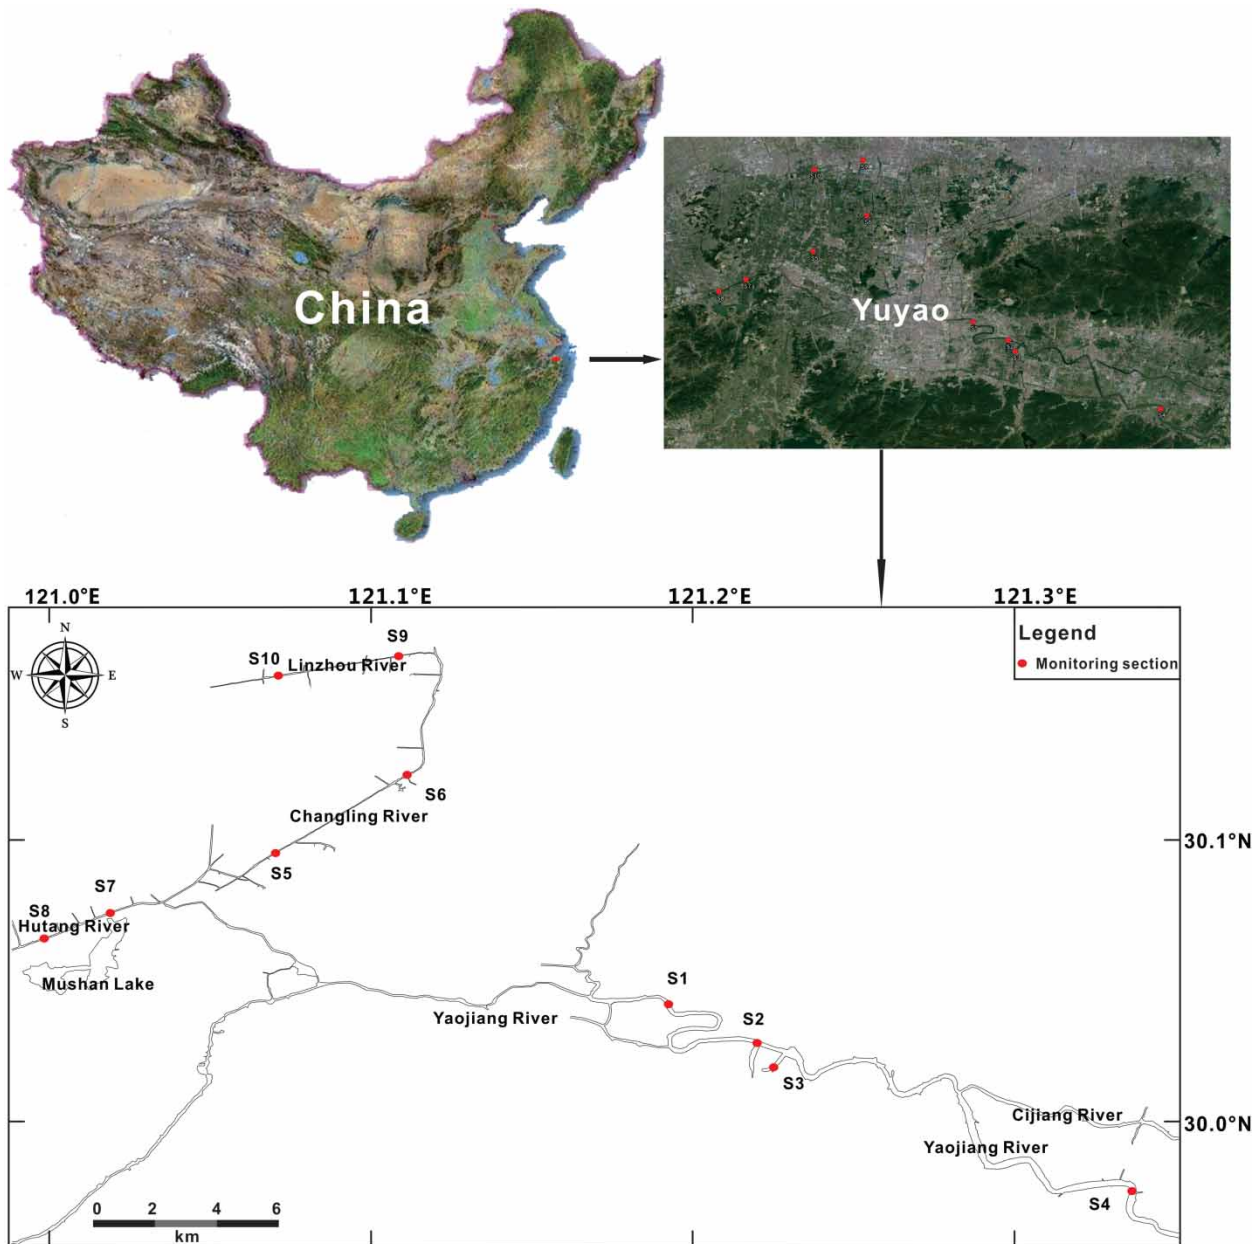 China
Yuyao
121.0°E
121.1°E
121.2°E
121.3°E
N
W
E
S
Legend
Monitoring section
S9
S10
Linzhou River
S6
Changling River
30.1°N
S5
S7
S8
Hutang River
Mushan Lake
S1
Yaojiang River
S2
S3
Cijiang River
30.0°N
Yaojiang River
S4
0 2 4 6
km